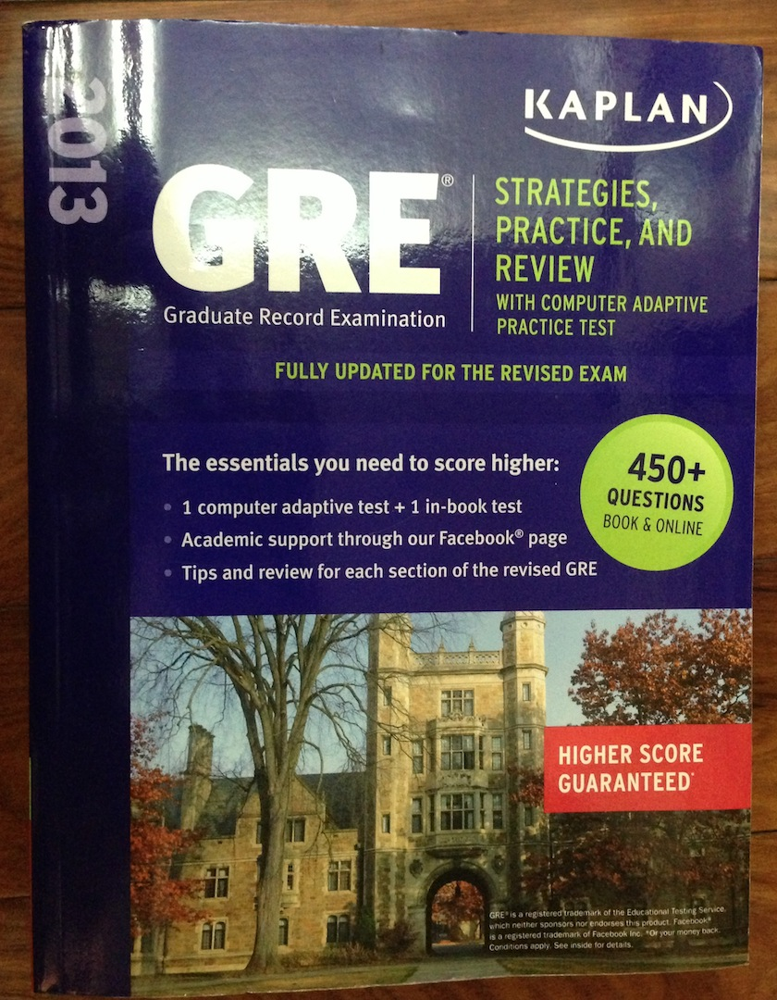 2013
KAPLAN
GRE®
Graduate Record Examination
STRATEGIES,
PRACTICE, AND
REVIEW
WITH COMPUTER ADAPTIVE
PRACTICE TEST
FULLY UPDATED FOR THE REVISED EXAM
The essentials you need to score higher:
• 1 computer adaptive test + 1 in-book test
• Academic support through our Facebook® page
• Tips and review for each section of the revised GRE
450+
QUESTIONS
BOOK & ONLINE
HIGHER SCORE
GUARANTEED*
GRE® is a registered trademark of the Educational Testing Service,
which neither sponsors nor endorses this product. Facebook®
is a registered trademark of Facebook Inc. *Or your money back.
Conditions apply. See inside for details.